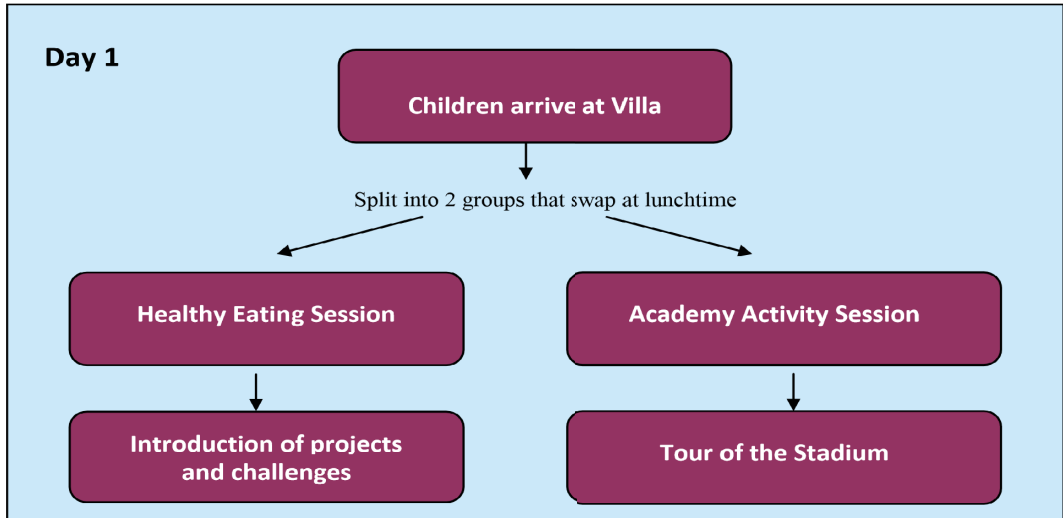 Day 1
Children arrive at Villa
Split into 2 groups that swap at lunchtime
Healthy Eating Session
Academy Activity Session
Introduction of projects
and challenges
Tour of the Stadium